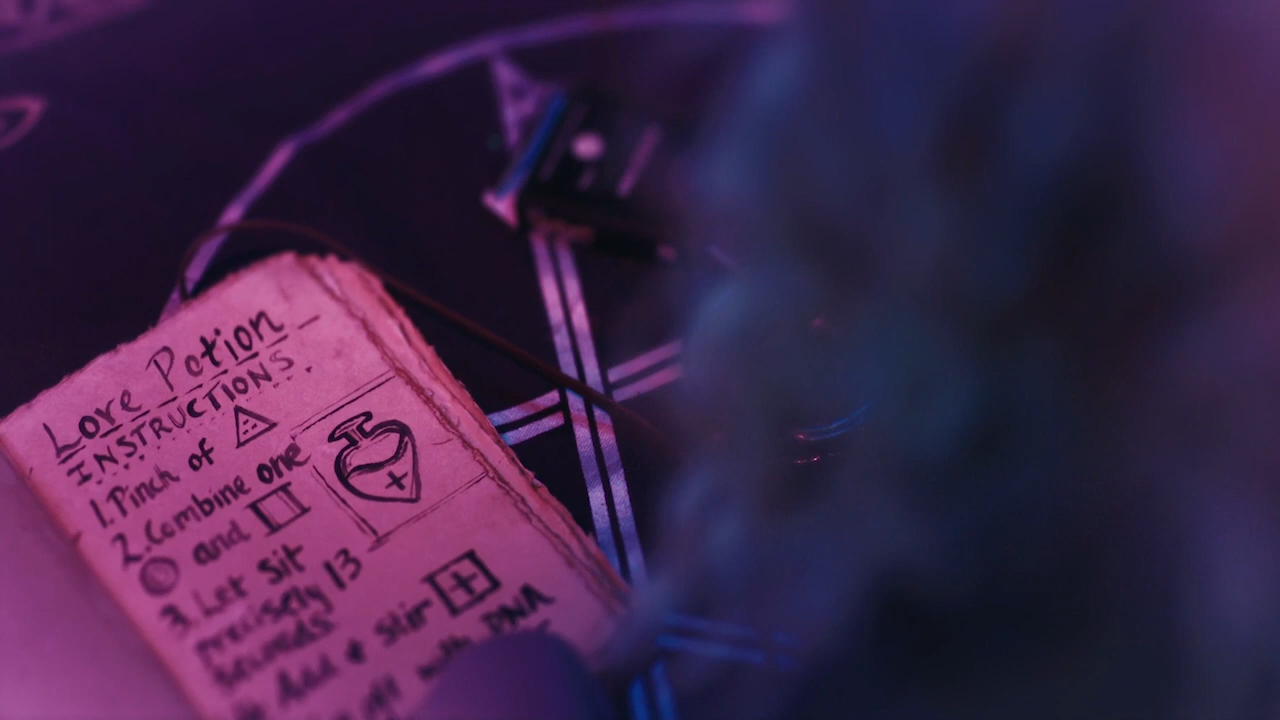 Love Potion
INSTRUCTIONS
1. Pinch of
2. Combine one
and
3. Let Sit
precisely 13
Add & stir
with DNA